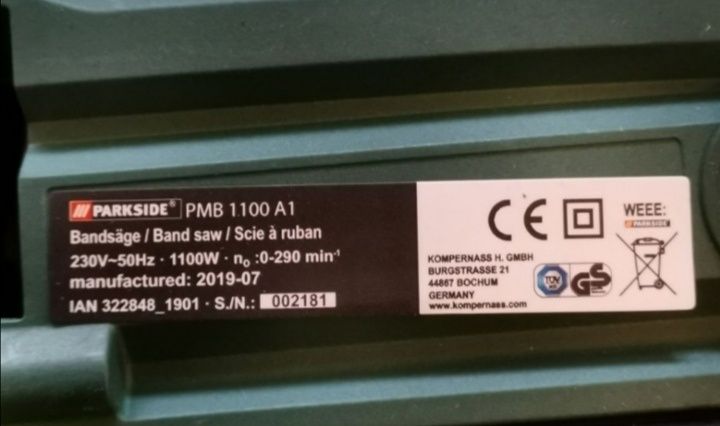 PARKSIDE® PMB 1100 A1
Bandsäge / Band saw / Scie à ruban
230V~50Hz · 1100W · n₀ :0-290 min⁻¹
manufactured: 2019-07
IAN 322848_1901 · S./N.: 002181
CE
WEEE:
PARKSIDE
KOMPERNASS H. GMBH
BURGSTRASSE 21
44867 BOCHUM
GERMANY
www.kompernass.com
TÜV
GS